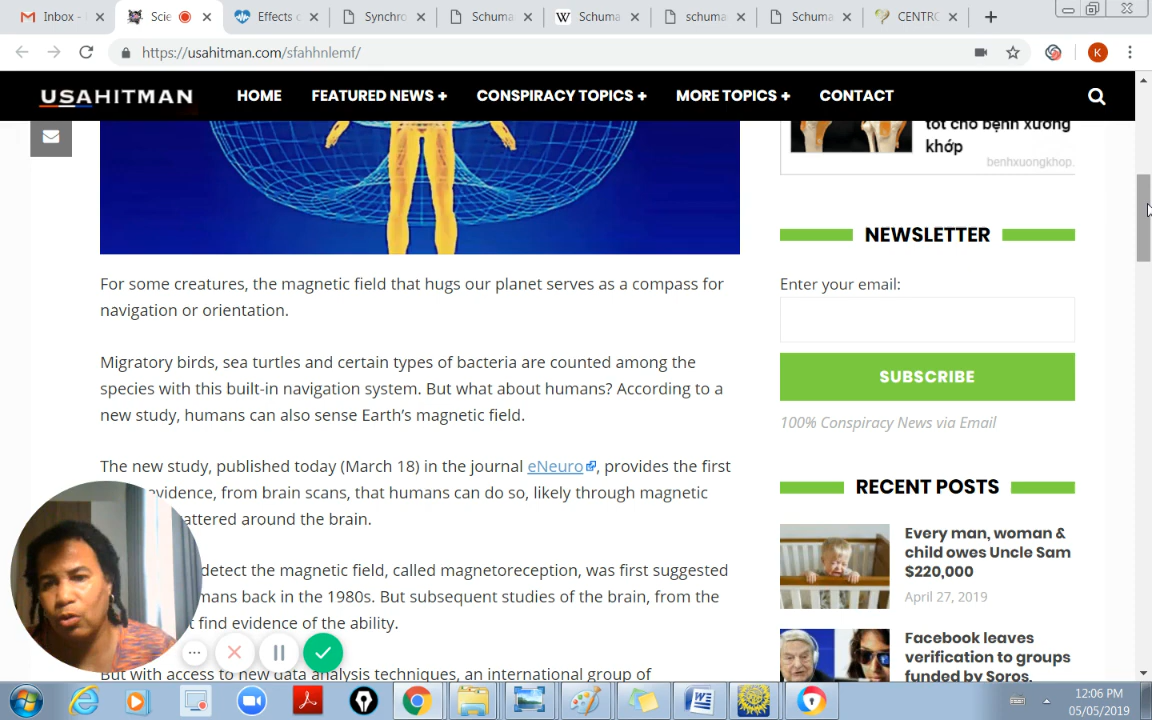 Inbox -
Scie
Effects o
Synchro
Schuma
W Schuma
schuma
Schuma
CENTRO
https://usahitman.com/sfahhnlemf/
K
USAHITMAN
HOME
FEATURED NEWS +
CONSPIRACY TOPICS +
MORE TOPICS +
CONTACT
tốt cho bệnh xương
khớp
benhxuongkhop.
For some creatures, the magnetic field that hugs our planet serves as a compass for
navigation or orientation.
Migratory birds, sea turtles and certain types of bacteria are counted among the
species with this built-in navigation system. But what about humans? According to a
new study, humans can also sense Earth's magnetic field.
The new study, published today (March 18) in the journal eNeuro, provides the first
evidence, from brain scans, that humans can do so, likely through magnetic
attered around the brain.
detect the magnetic field, called magnetoreception, was first suggested
mans back in the 1980s. But subsequent studies of the brain, from the
t find evidence of the ability.
But with access to new data analysis techniques, an international group of
NEWSLETTER
Enter your email:
SUBSCRIBE
100% Conspiracy News via Email
RECENT POSTS
Every man, woman &
child owes Uncle Sam
$220,000
April 27, 2019
Facebook leaves
verification to groups
funded by Soros,
12:06 PM
05/05/2019